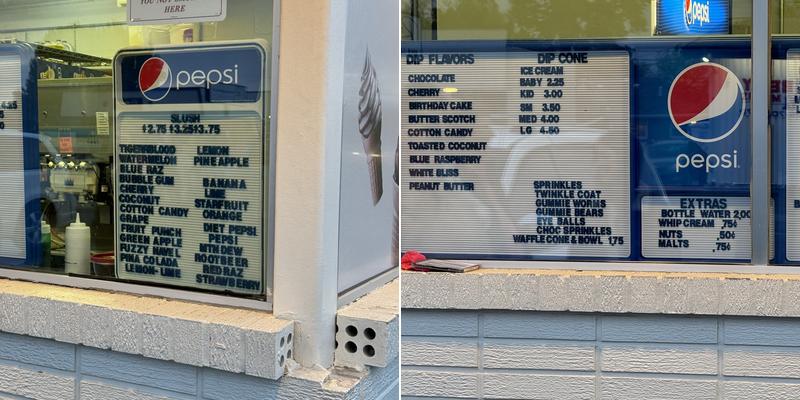 YOU NOT ENT
HERE
pepsi
SLUSH
$2.75 $3.25 $3.75
TIGERBLOOD
WATERMELON
BLUE RAZ
BUBBLE GUM
CHERRY
COCONUT
COTTON CANDY
GRAPE
FRUIT PUNCH
GREEN APPLE
FUZZY NAVEL
PINA COLADA
LEMON-LIME
LEMON
PINEAPPLE
BANANA
LIME
STARFRUIT
ORANGE
DIET PEPSI
PEPSI
MTN DEW
ROOTBEER
RED RAZ
STRAWBERRY
DIP FLAVORS
CHOCOLATE
CHERRY
BIRTHDAY CAKE
BUTTER SCOTCH
COTTON CANDY
TOASTED COCONUT
BLUE RASPBERRY
WHITE BLISS
PEANUT BUTTER
DIP CONE
ICE CREAM
BABY 2.25
KID 3.00
SM 3.50
MED 4.00
LG 4.50
SPRINKLES
TWINKLE COAT
GUMMIE WORMS
GUMMIE BEARS
EYE BALLS
CHOC SPRINKLES
WAFFLE CONE & BOWL 1.75
pepsi
pepsi
EXTRAS
BOTTLE WATER 2.00
WHIP CREAM .75¢
NUTS .50¢
MALTS .75¢